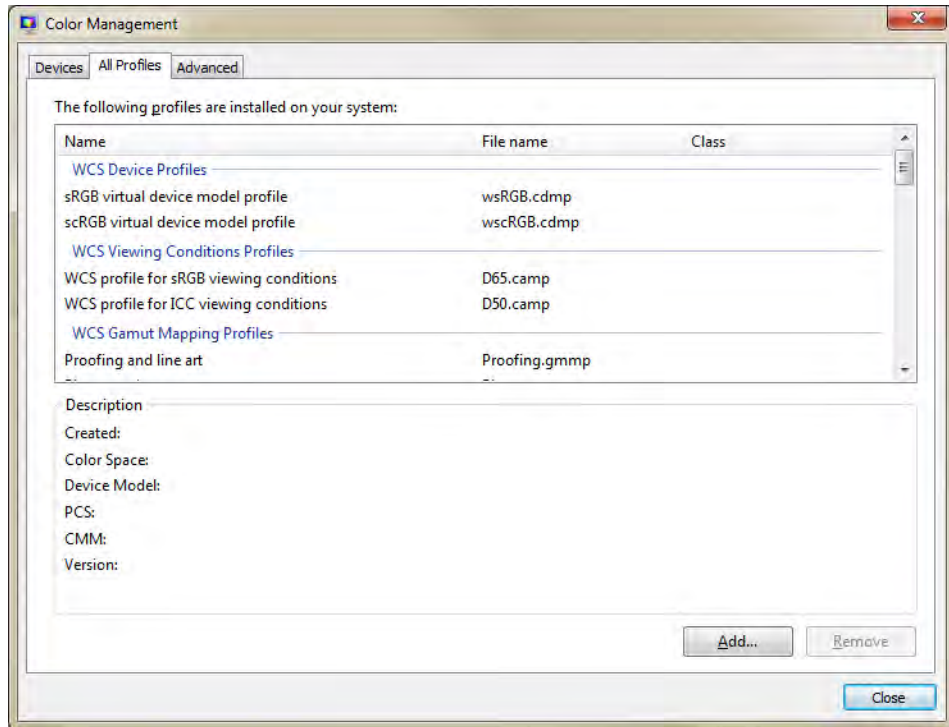 Color Management
Devices All Profiles Advanced
The following profiles are installed on your system:
Name File name Class
WCS Device Profiles
sRGB virtual device model profile wsRGB.cdmp
scRGB virtual device model profile wscRGB.cdmp
WCS Viewing Conditions Profiles
WCS profile for sRGB viewing conditions D65.camp
WCS profile for ICC viewing conditions D50.camp
WCS Gamut Mapping Profiles
Proofing and line art Proofing.gmmp
Description
Created:
Color Space:
Device Model:
PCS:
CMM:
Version:
Add... Remove
Close